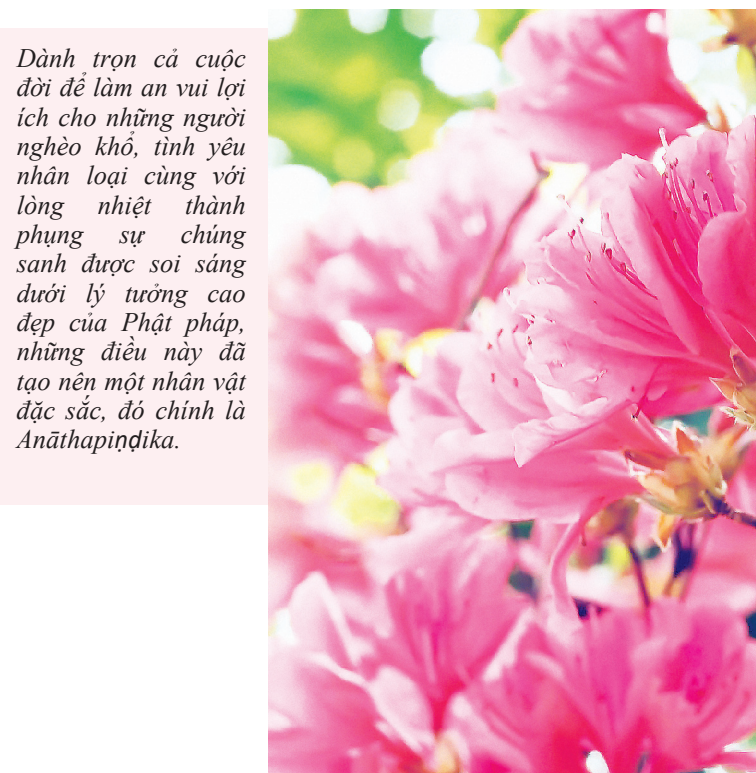 Dành trọn cả cuộc
đời để làm an vui lợi
ích cho những người
nghèo khổ, tình yêu
nhân loại cùng với
lòng nhiệt thành
phụng sự chúng
sanh được soi sáng
dưới lý tưởng cao
đẹp của Phật pháp,
những điều này đã
tạo nên một nhân vật
đặc sắc, đó chính là
Anāthapiṇḍika.